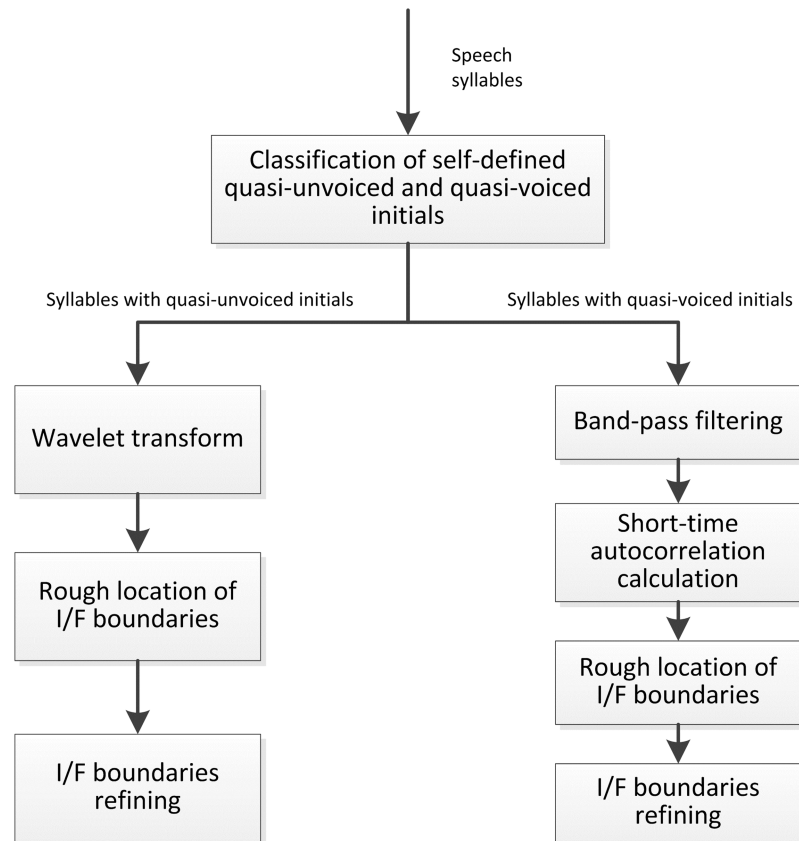 Speech
syllables
Classification of self-defined
quasi-unvoiced and quasi-voiced
initials
Syllables with quasi-unvoiced initials
Syllables with quasi-voiced initials
Wavelet transform
Rough location of
I/F boundaries
I/F boundaries
refining
Band-pass filtering
Short-time
autocorrelation
calculation
Rough location of
I/F boundaries
I/F boundaries
refining